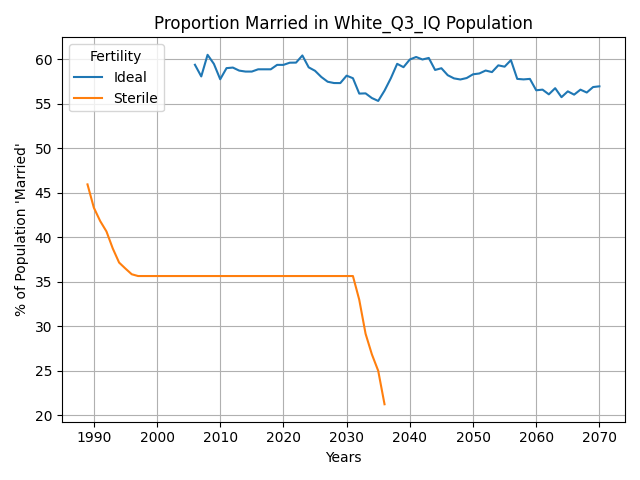 Proportion Married in White_Q3_IQ Population
Fertility
Ideal
Sterile
% of Population 'Married'
60
55
50
45
40
35
30
25
20
1990 2000 2010 2020 2030 2040 2050 2060 2070
Years